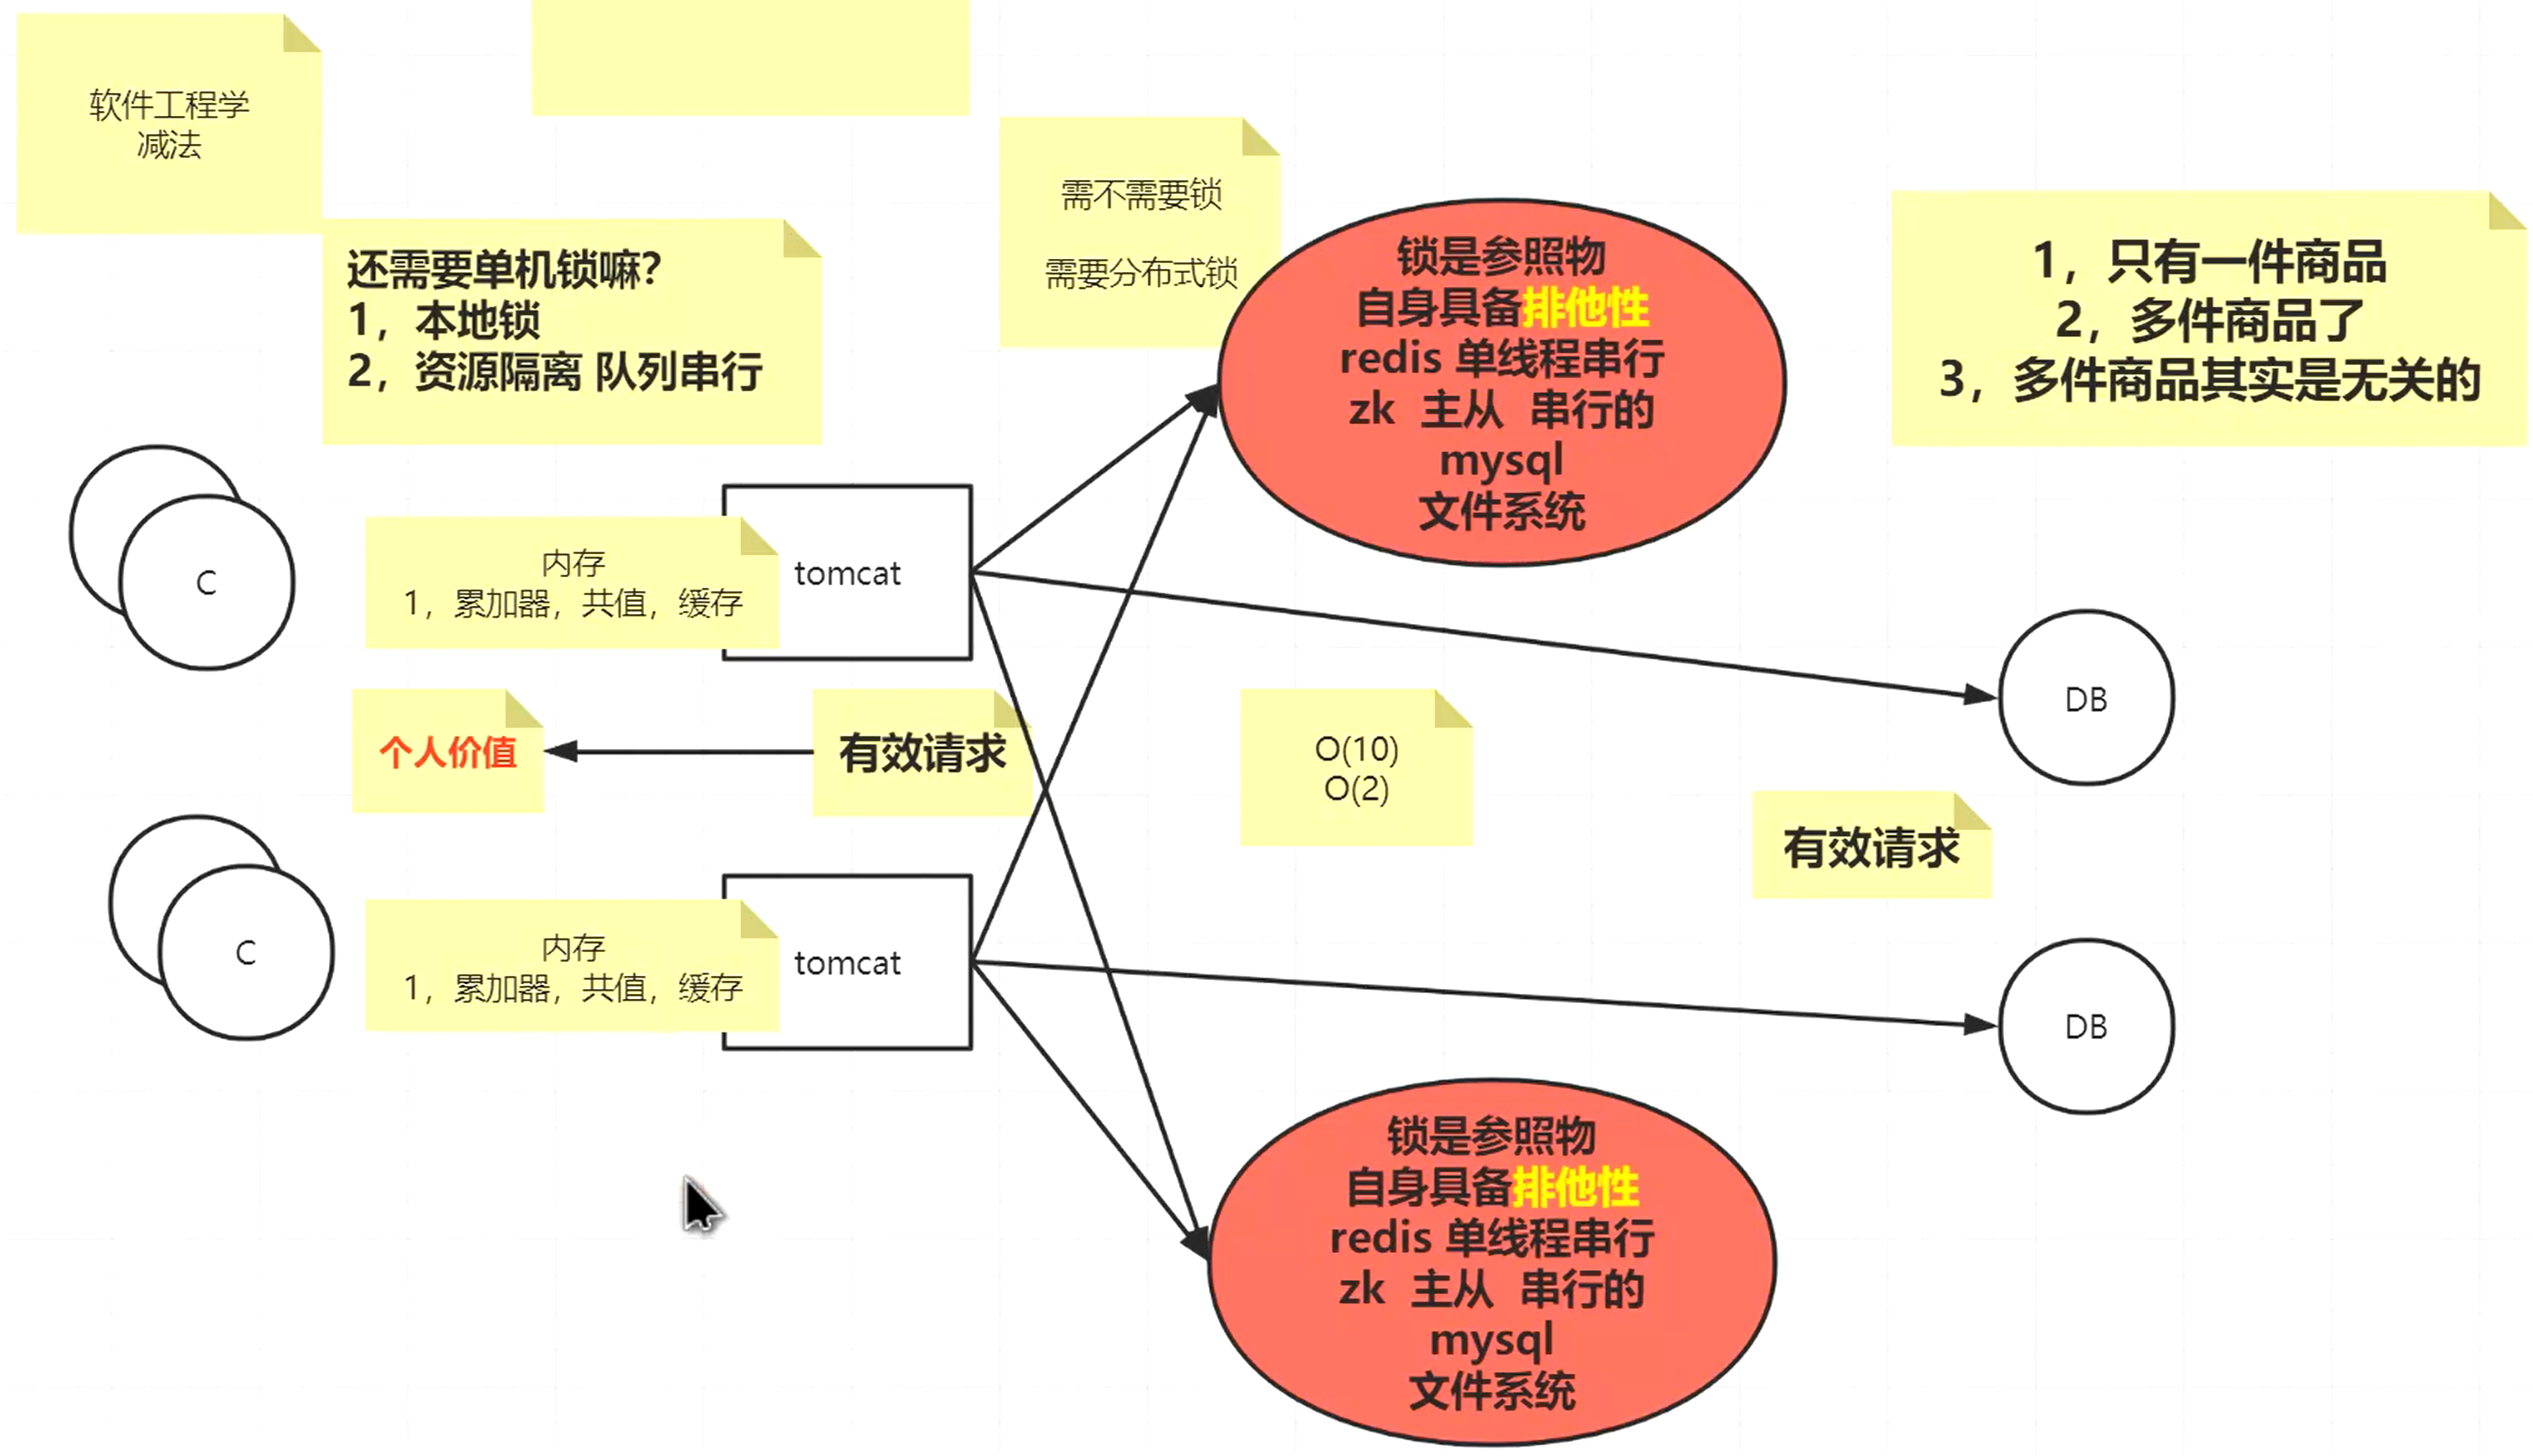 软件工程学
减法
还需要单机锁嘛?
1，本地锁
2，资源隔离 队列串行
需不需要锁
需要分布式锁
锁是参照物
自身具备排他性
redis 单线程串行
zk 主从 串行的
mysql
文件系统
1，只有一件商品
2，多件商品了
3，多件商品其实是无关的
C
内存
1，累加器，共值，缓存
tomcat
DB
个人价值
有效请求
O(10)
O(2)
有效请求
C
内存
1，累加器，共值，缓存
tomcat
DB
锁是参照物
自身具备排他性
redis 单线程串行
zk 主从 串行的
mysql
文件系统